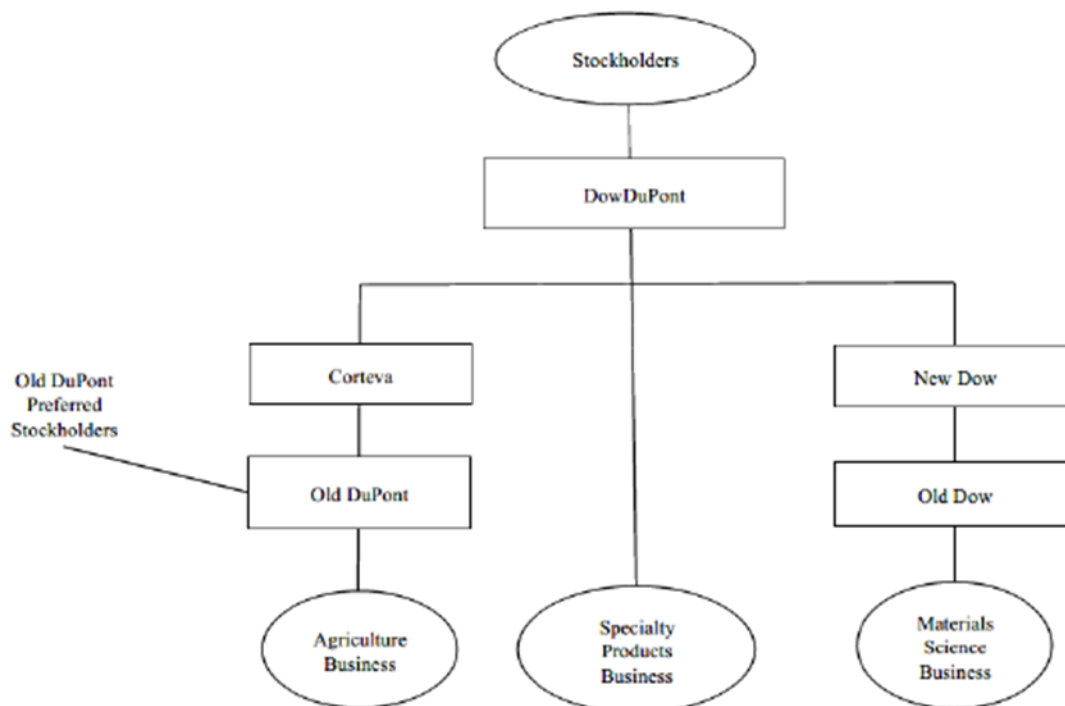 Stockholders
DowDuPont
Corteva
New Dow
Old DuPont
Preferred
Stockholders
Old DuPont
Old Dow
Agriculture
Business
Specialty
Products
Business
Materials
Science
Business